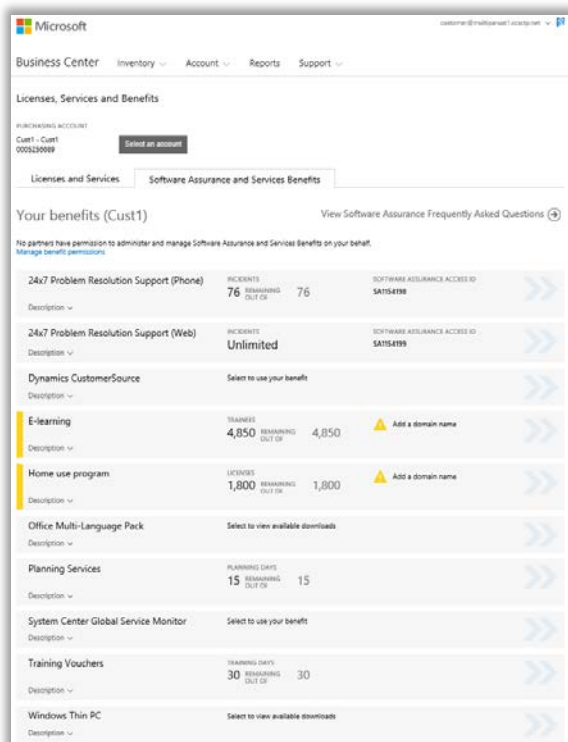 Microsoft
Business Center Inventory Account Reports Support
Licenses, Services and Benefits
PURCHASING ACCOUNT
Cust1 - Cust1
0005256689
Select an account
Licenses and Services Software Assurance and Services Benefits
Your benefits (Cust1) View Software Assurance Frequently Asked Questions
No partners have permission to administer and manage Software Assurance and Services Benefits on your behalf.
Manage benefit permissions
24x7 Problem Resolution Support (Phone) INCIDENTS SOFTWARE ASSURANCE ACCESS ID
76 REMAINING OUT OF 76 SA1154198
Description
24x7 Problem Resolution Support (Web) INCIDENTS SOFTWARE ASSURANCE ACCESS ID
Unlimited SA1154199
Description
Dynamics CustomerSource Select to use your benefit
Description
E-learning TRAINEES
4,850 REMAINING OUT OF 4,850 Add a domain name
Description
Home use program LICENSES
1,800 REMAINING OUT OF 1,800 Add a domain name
Description
Office Multi-Language Pack Select to view available downloads
Description
Planning Services PLANNING DAYS
15 REMAINING OUT OF 15
Description
System Center Global Service Monitor Select to use your benefit
Description
Training Vouchers TRAINING DAYS
30 REMAINING OUT OF 30
Description
Windows Thin PC Select to view available downloads
Description